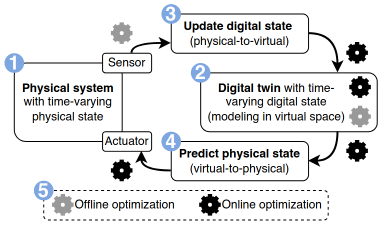 3
Update digital state
(physical-to-virtual)
1
Sensor
Physical system
with time-varying
physical state
2
Digital twin with time-
varying digital state
(modeling in virtual space)
Actuator
4
Predict physical state
(virtual-to-physical)
5
Offline optimization
Online optimization